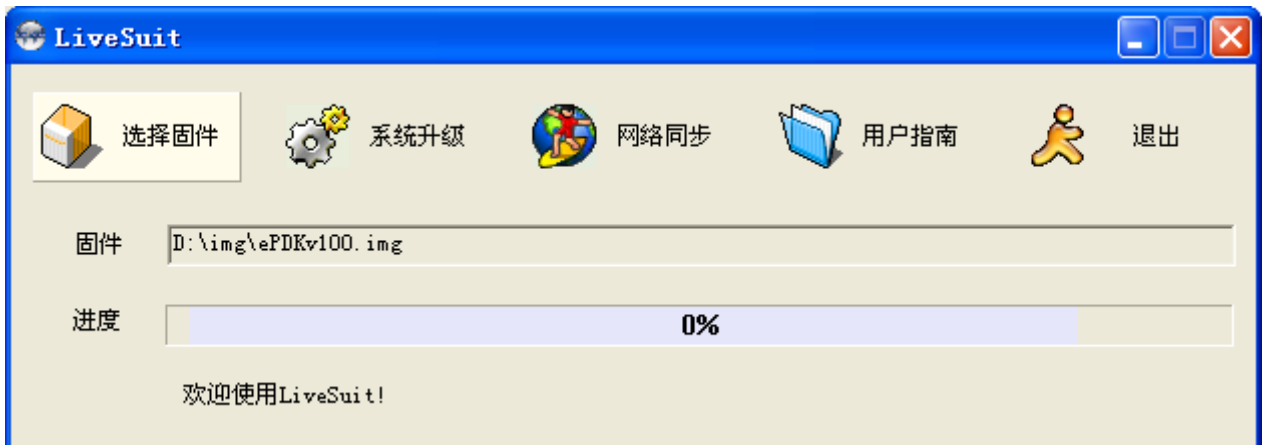 LiveSuit
选择固件 系统升级 网络同步 用户指南 退出
固件 D:\img\ePDKv100.img
进度 0%
欢迎使用LiveSuit!